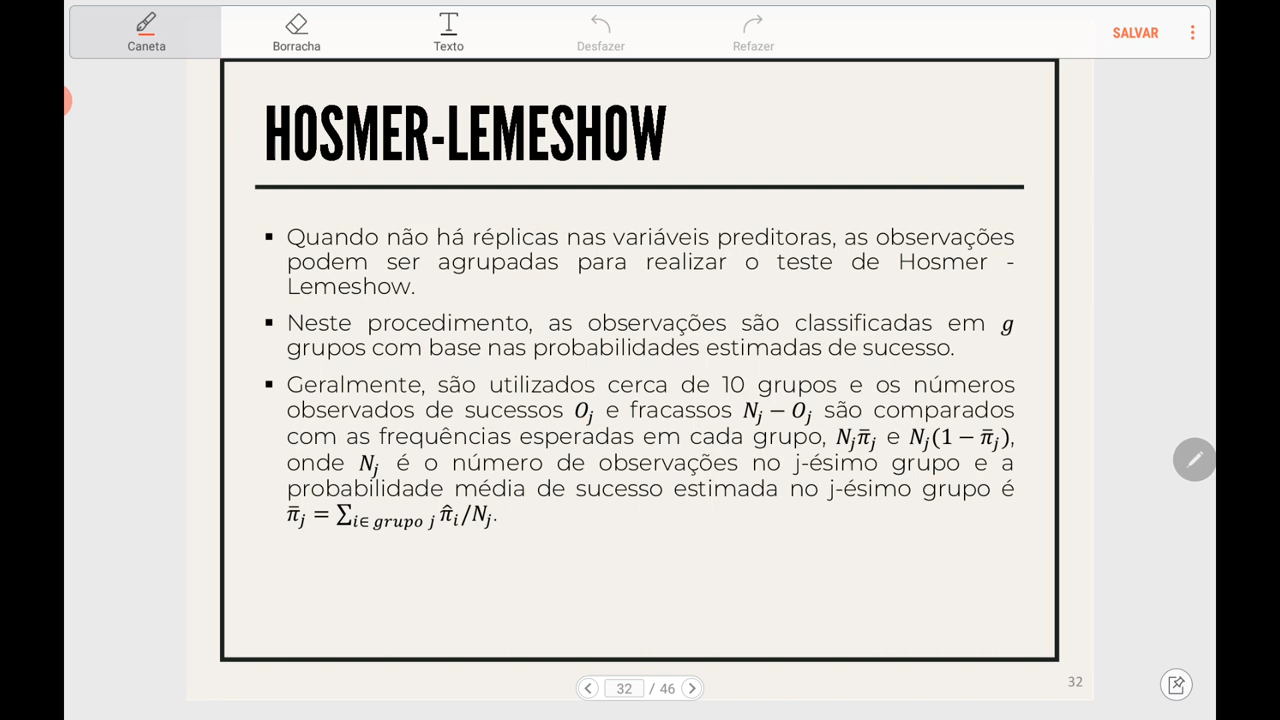 Caneta
Borracha
Texto
Desfazer
Refazer
SALVAR
HOSMER-LEMESHOW
▪ Quando não há réplicas nas variáveis preditoras, as observações
podem ser agrupadas para realizar o teste de Hosmer -
Lemeshow.
▪ Neste procedimento, as observações são classificadas em g
grupos com base nas probabilidades estimadas de sucesso.
▪ Geralmente, são utilizados cerca de 10 grupos e os números
observados de sucessos O_j e fracassos N_j − O_j são comparados
com as frequências esperadas em cada grupo, N_j π̄_j e N_j(1 − π̄_j),
onde N_j é o número de observações no j-ésimo grupo e a
probabilidade média de sucesso estimada no j-ésimo grupo é
π̄_j = ∑_{i∈ grupo j} π̂_i/N_j.
32
32 / 46